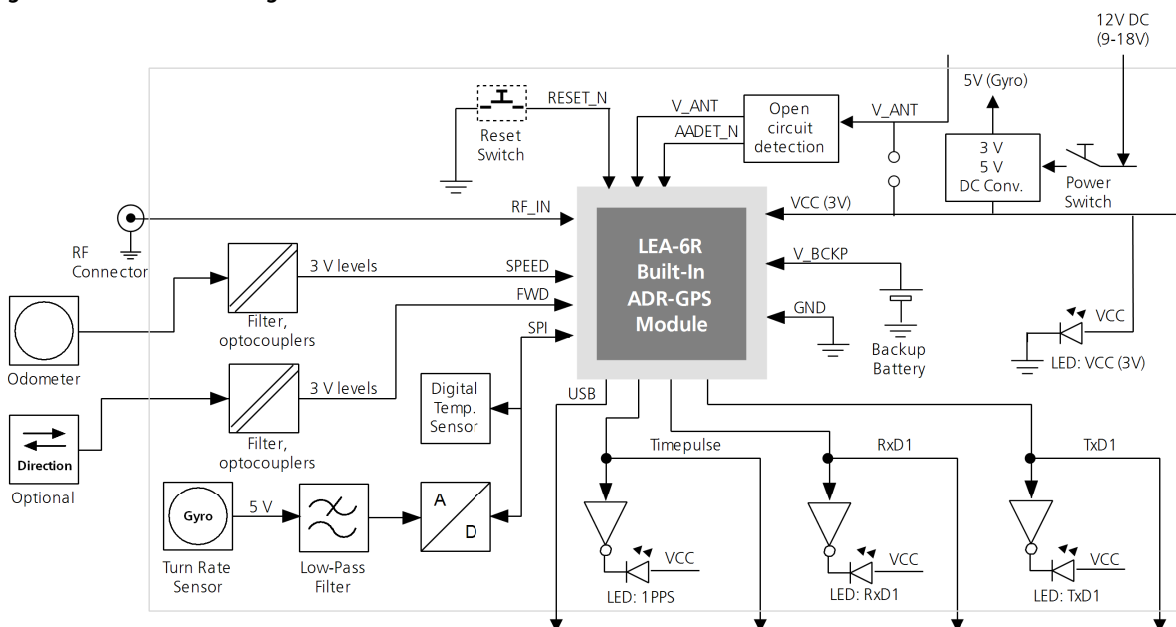 12V DC
(9-18V)
5V (Gyro)
RESET_N
Reset
Switch
V_ANT
AADET_N
Open
circuit
detection
V_ANT
3 V
5 V
DC Conv.
Power
Switch
RF_IN
VCC (3V)
RF
Connector
LEA-6R
Built-In
ADR-GPS
Module
3 V levels
SPEED
V_BCKP
FWD
GND
Filter,
optocouplers
SPI
VCC
Backup
Battery
LED: VCC (3V)
Odometer
3 V levels
USB
Digital
Temp.
Sensor
Direction
Filter,
optocouplers
Timepulse
RxD1
TxD1
Optional
Gyro
5 V
A
D
VCC
VCC
VCC
Turn Rate
Sensor
Low-Pass
Filter
LED: 1PPS
LED: RxD1
LED: TxD1